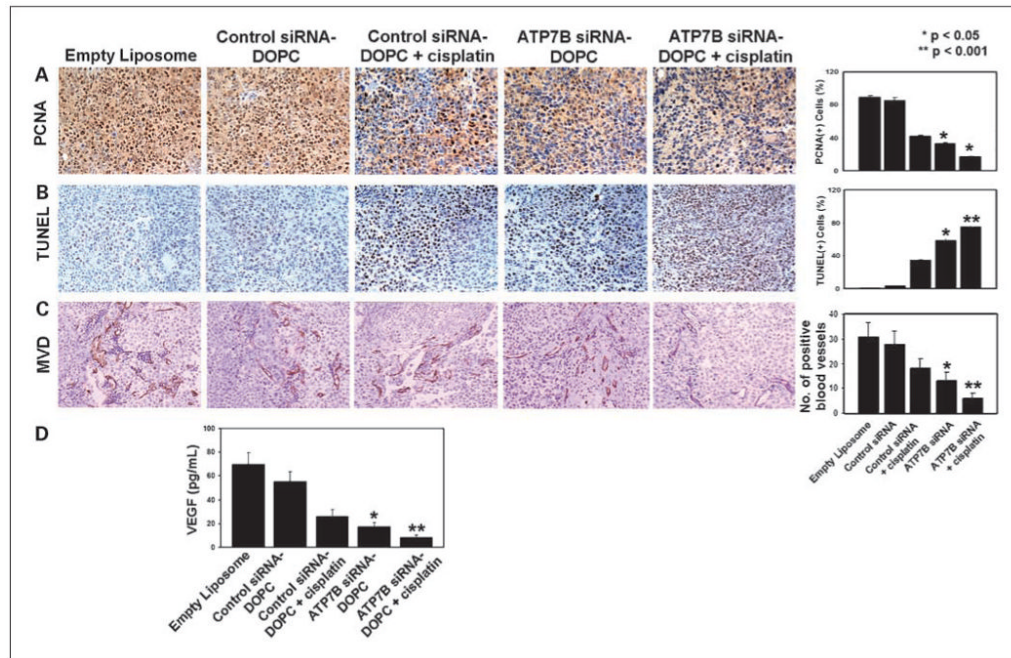 Empty Liposome
Control siRNA-
DOPC
Control siRNA-
DOPC + cisplatin
ATP7B siRNA-
DOPC
ATP7B siRNA-
DOPC + cisplatin
* p < 0.05
** p < 0.001
A
PCNA
PCNA(+) Cells (%)
120
80
40
0
*
*
B
TUNEL
TUNEL(+) Cells (%)
120
80
40
0
*
**
C
MVD
No. of positive
blood vessels
40
30
20
10
0
*
**
Empty Liposome
Control siRNA
Control siRNA
+ cisplatin
ATP7B siRNA
ATP7B siRNA
+ cisplatin
D
VEGF (pg/mL)
100
80
60
40
20
0
*
**
Empty Liposome
Control siRNA-
DOPC
Control siRNA-
DOPC + cisplatin
ATP7B siRNA-
DOPC
ATP7B siRNA-
DOPC + cisplatin